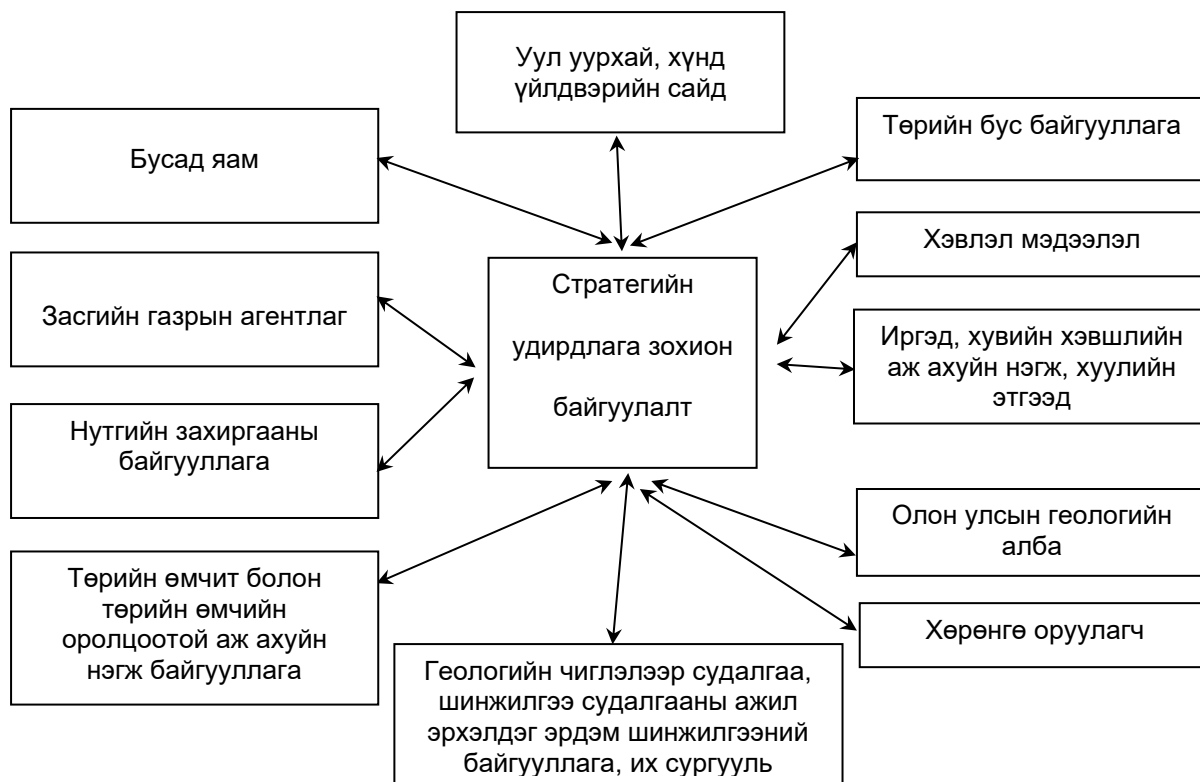 Уул уурхай, хүнд
үйлдвэрийн сайд
Бусад яам
Төрийн бус байгууллага
Хэвлэл мэдээлэл
Засгийн газрын агентлаг
Стратегийн
удирдлага зохион
байгуулалт
Иргэд, хувийн хэвшлийн
аж ахуйн нэгж, хуулийн
этгээд
Нутгийн захиргааны
байгууллага
Олон улсын геологийн
алба
Төрийн өмчит болон
төрийн өмчийн
оролцоотой аж ахуйн
нэгж байгууллага
Хөрөнгө оруулагч
Геологийн чиглэлээр судалгаа,
шинжилгээ судалгааны ажил
эрхэлдэг эрдэм шинжилгээний
байгууллага, их сургууль